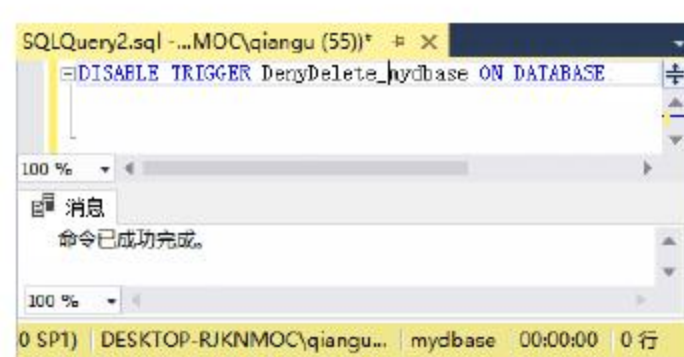 SQLQuery2.sql -...MOC\qiangu (55))*
DISABLE TRIGGER DenyDelete_mydbase ON DATABASE
100 %
消息
命令已成功完成。
100 %
0 SP1) DESKTOP-RJKNMOC\qiangu... mydbase 00:00:00 0 行